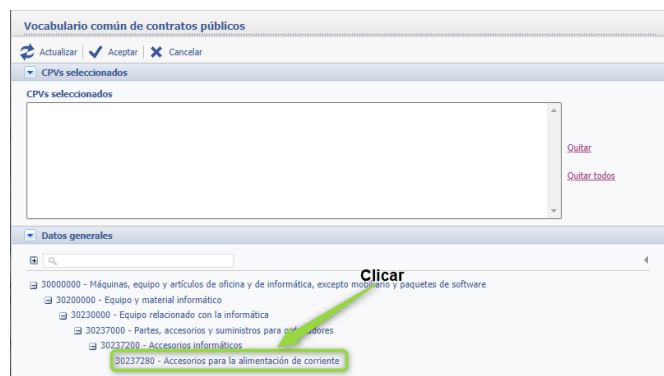 Vocabulario común de contratos públicos
Actualizar Aceptar Cancelar
CPVs seleccionados
CPVs seleccionados
Quitar
Quitar todos
Datos generales
Clicar
30000000 - Máquinas, equipo y artículos de oficina y de informática, excepto mobiliario y paquetes de software
30200000 - Equipo y material informático
30230000 - Equipo relacionado con la informática
30237000 - Partes, accesorios y suministros para ordenadores
30237200 - Accesorios informáticos
30237280 - Accesorios para la alimentación de corriente